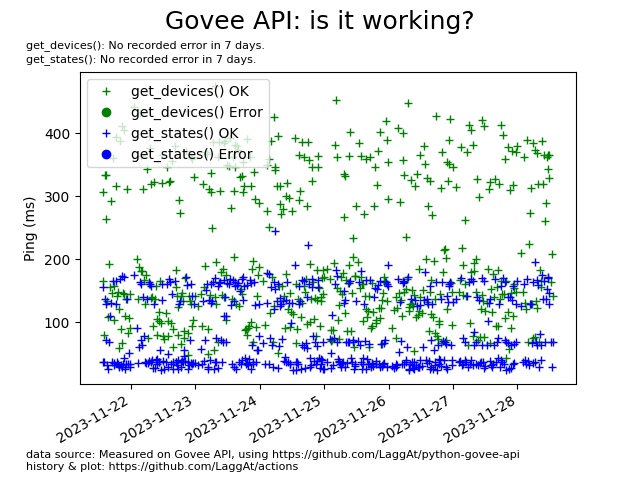 Govee API: is it working?
get_devices(): No recorded error in 7 days.
get_states(): No recorded error in 7 days.
get_devices() OK
get_devices() Error
get_states() OK
get_states() Error
400
300
200
100
Ping (ms)
2023-11-22
2023-11-23
2023-11-24
2023-11-25
2023-11-26
2023-11-27
2023-11-28
data source: Measured on Govee API, using https://github.com/LaggAt/python-govee-api
history & plot: https://github.com/LaggAt/actions